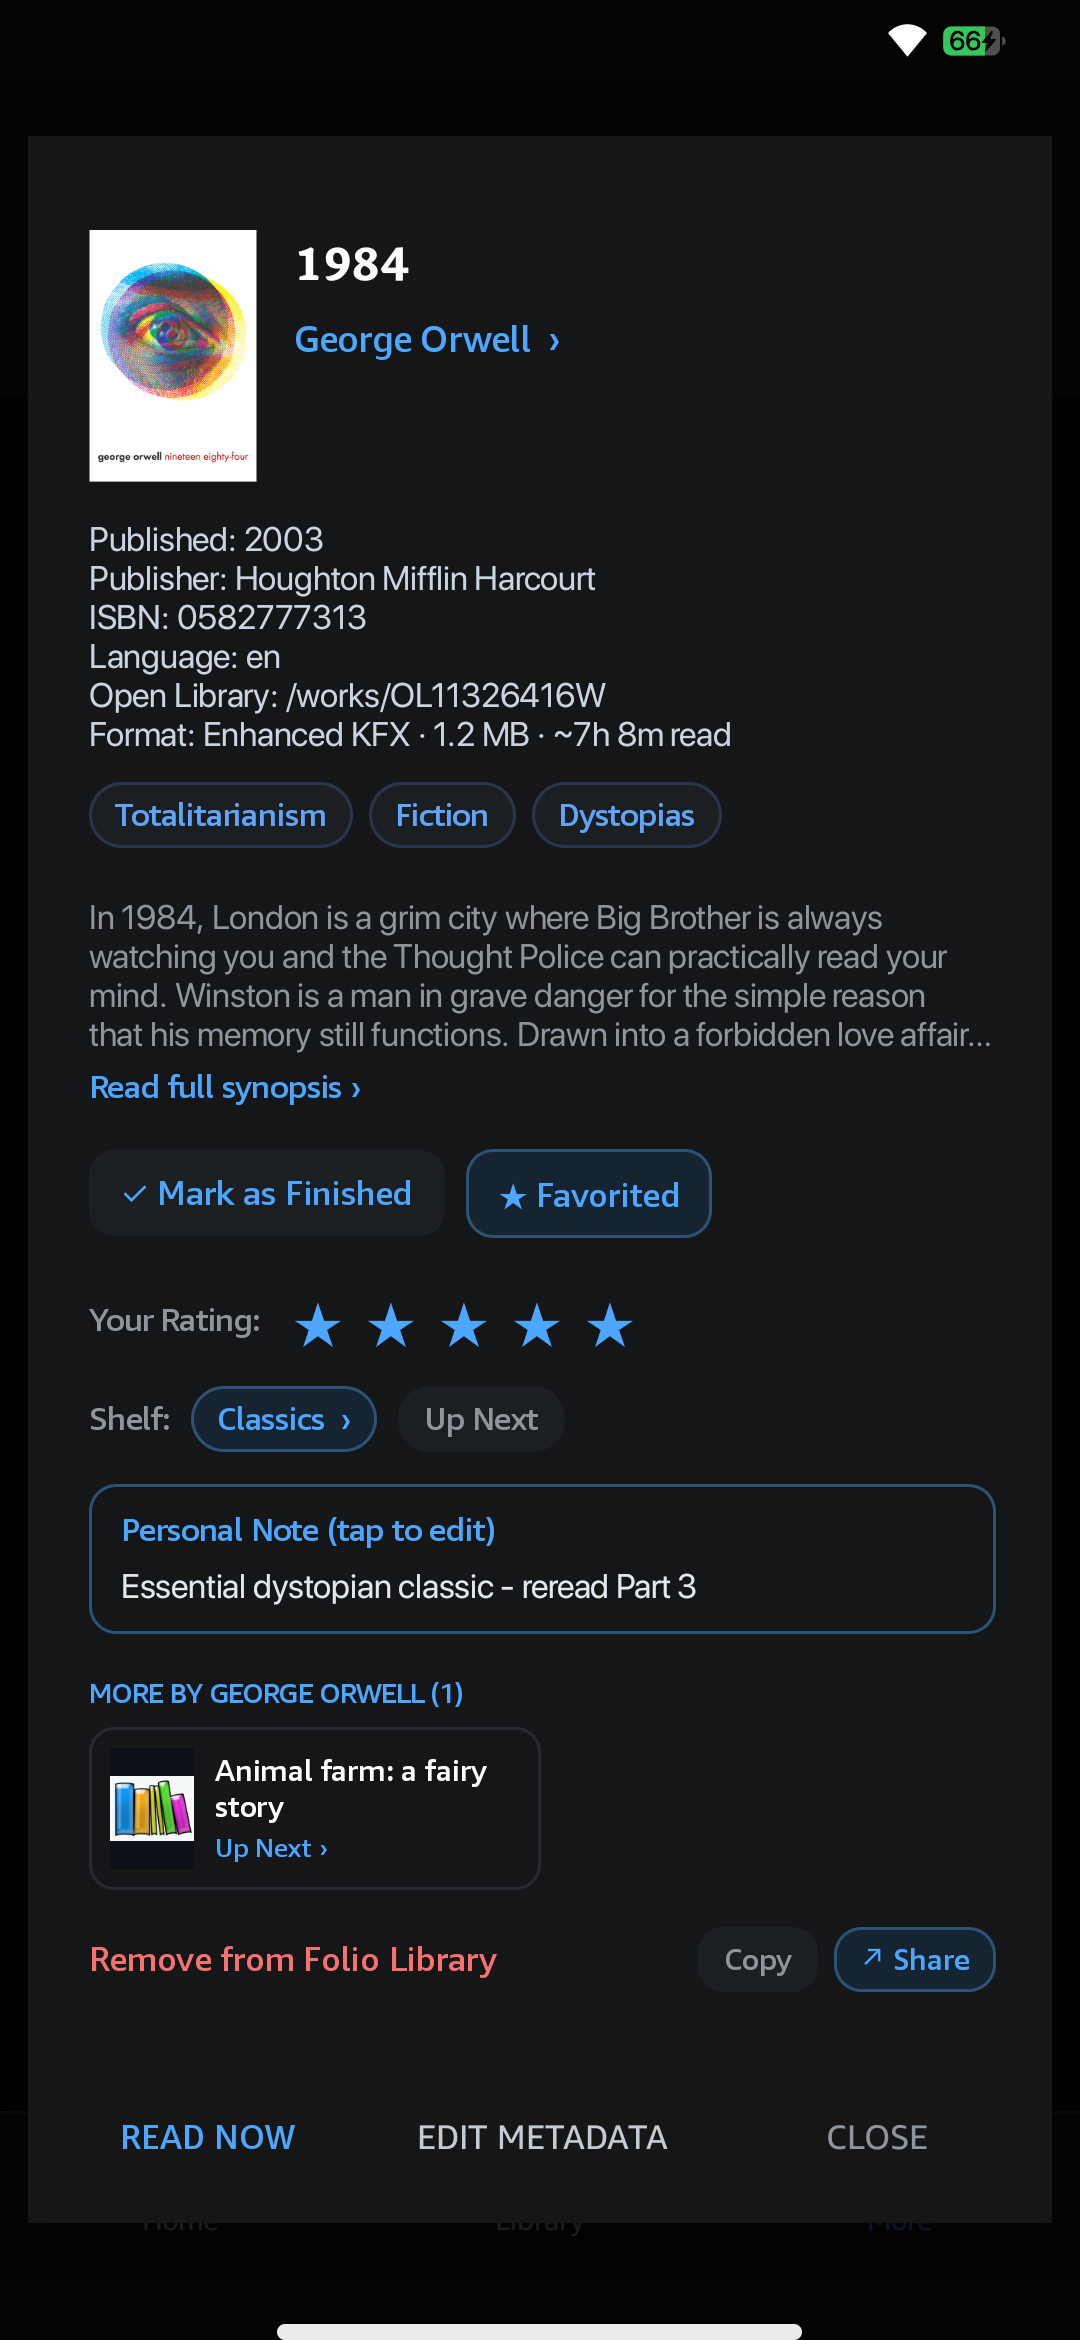 66
1984
George Orwell ›
george orwell nineteen eighty-four
Published: 2003
Publisher: Houghton Mifflin Harcourt
ISBN: 0582777313
Language: en
Open Library: /works/OL11326416W
Format: Enhanced KFX · 1.2 MB · ~7h 8m read
Totalitarianism Fiction Dystopias
In 1984, London is a grim city where Big Brother is always
watching you and the Thought Police can practically read your
mind. Winston is a man in grave danger for the simple reason
that his memory still functions. Drawn into a forbidden love affair...
Read full synopsis ›
✓ Mark as Finished ★ Favorited
Your Rating: ★ ★ ★ ★ ★
Shelf: Classics › Up Next
Personal Note (tap to edit)
Essential dystopian classic - reread Part 3
MORE BY GEORGE ORWELL (1)
Animal farm: a fairy
story
Up Next ›
Remove from Folio Library Copy ↗ Share
READ NOW EDIT METADATA CLOSE
Home Library More